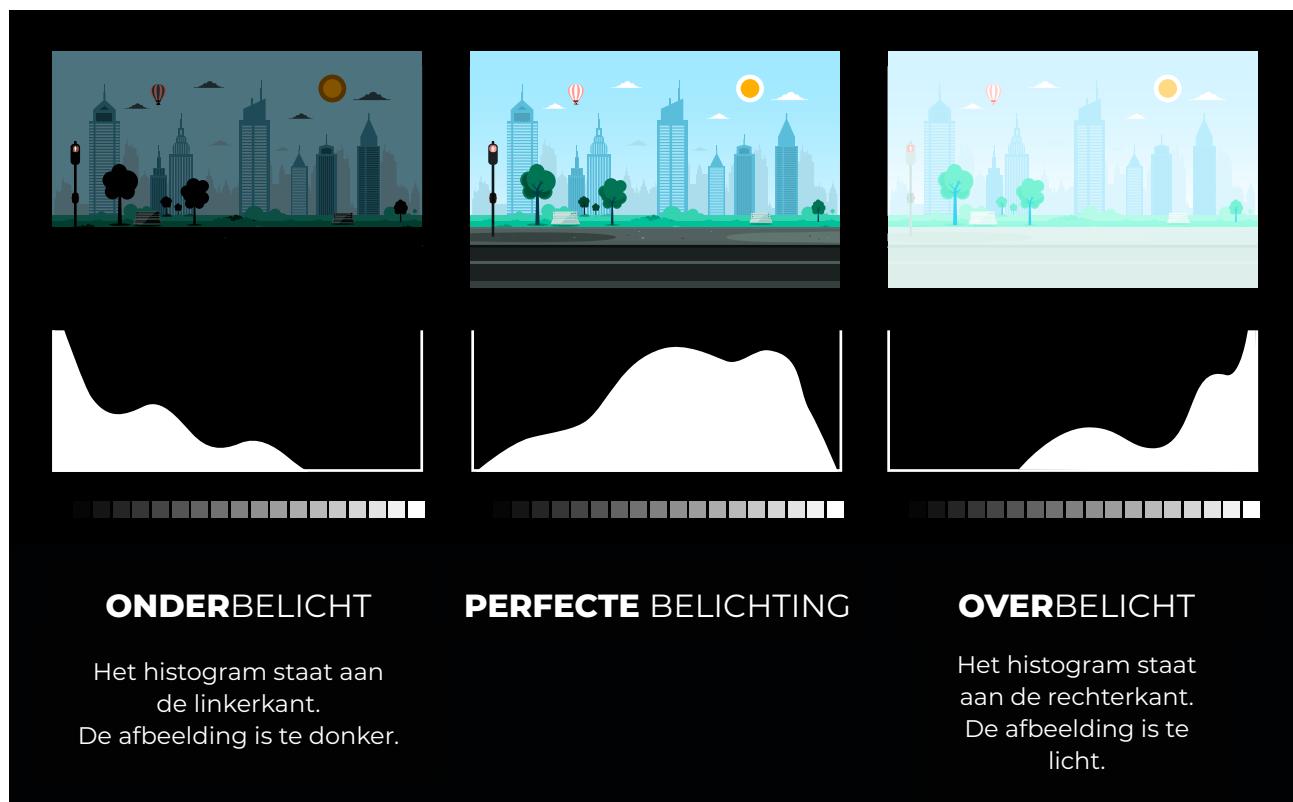 ONDERBELICHT
Het histogram staat aan
de linkerkant.
De afbeelding is te donker.
PERFECTE BELICHTING
OVERBELICHT
Het histogram staat
aan de rechterkant.
De afbeelding is te
licht.